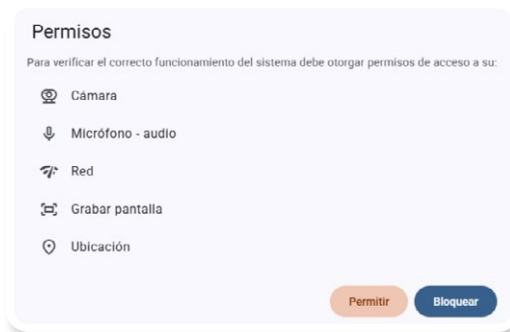 Permisos
Para verificar el correcto funcionamiento del sistema debe otorgar permisos de acceso a su:
Cámara
Micrófono - audio
Red
Grabar pantalla
Ubicación
Permitir Bloquear